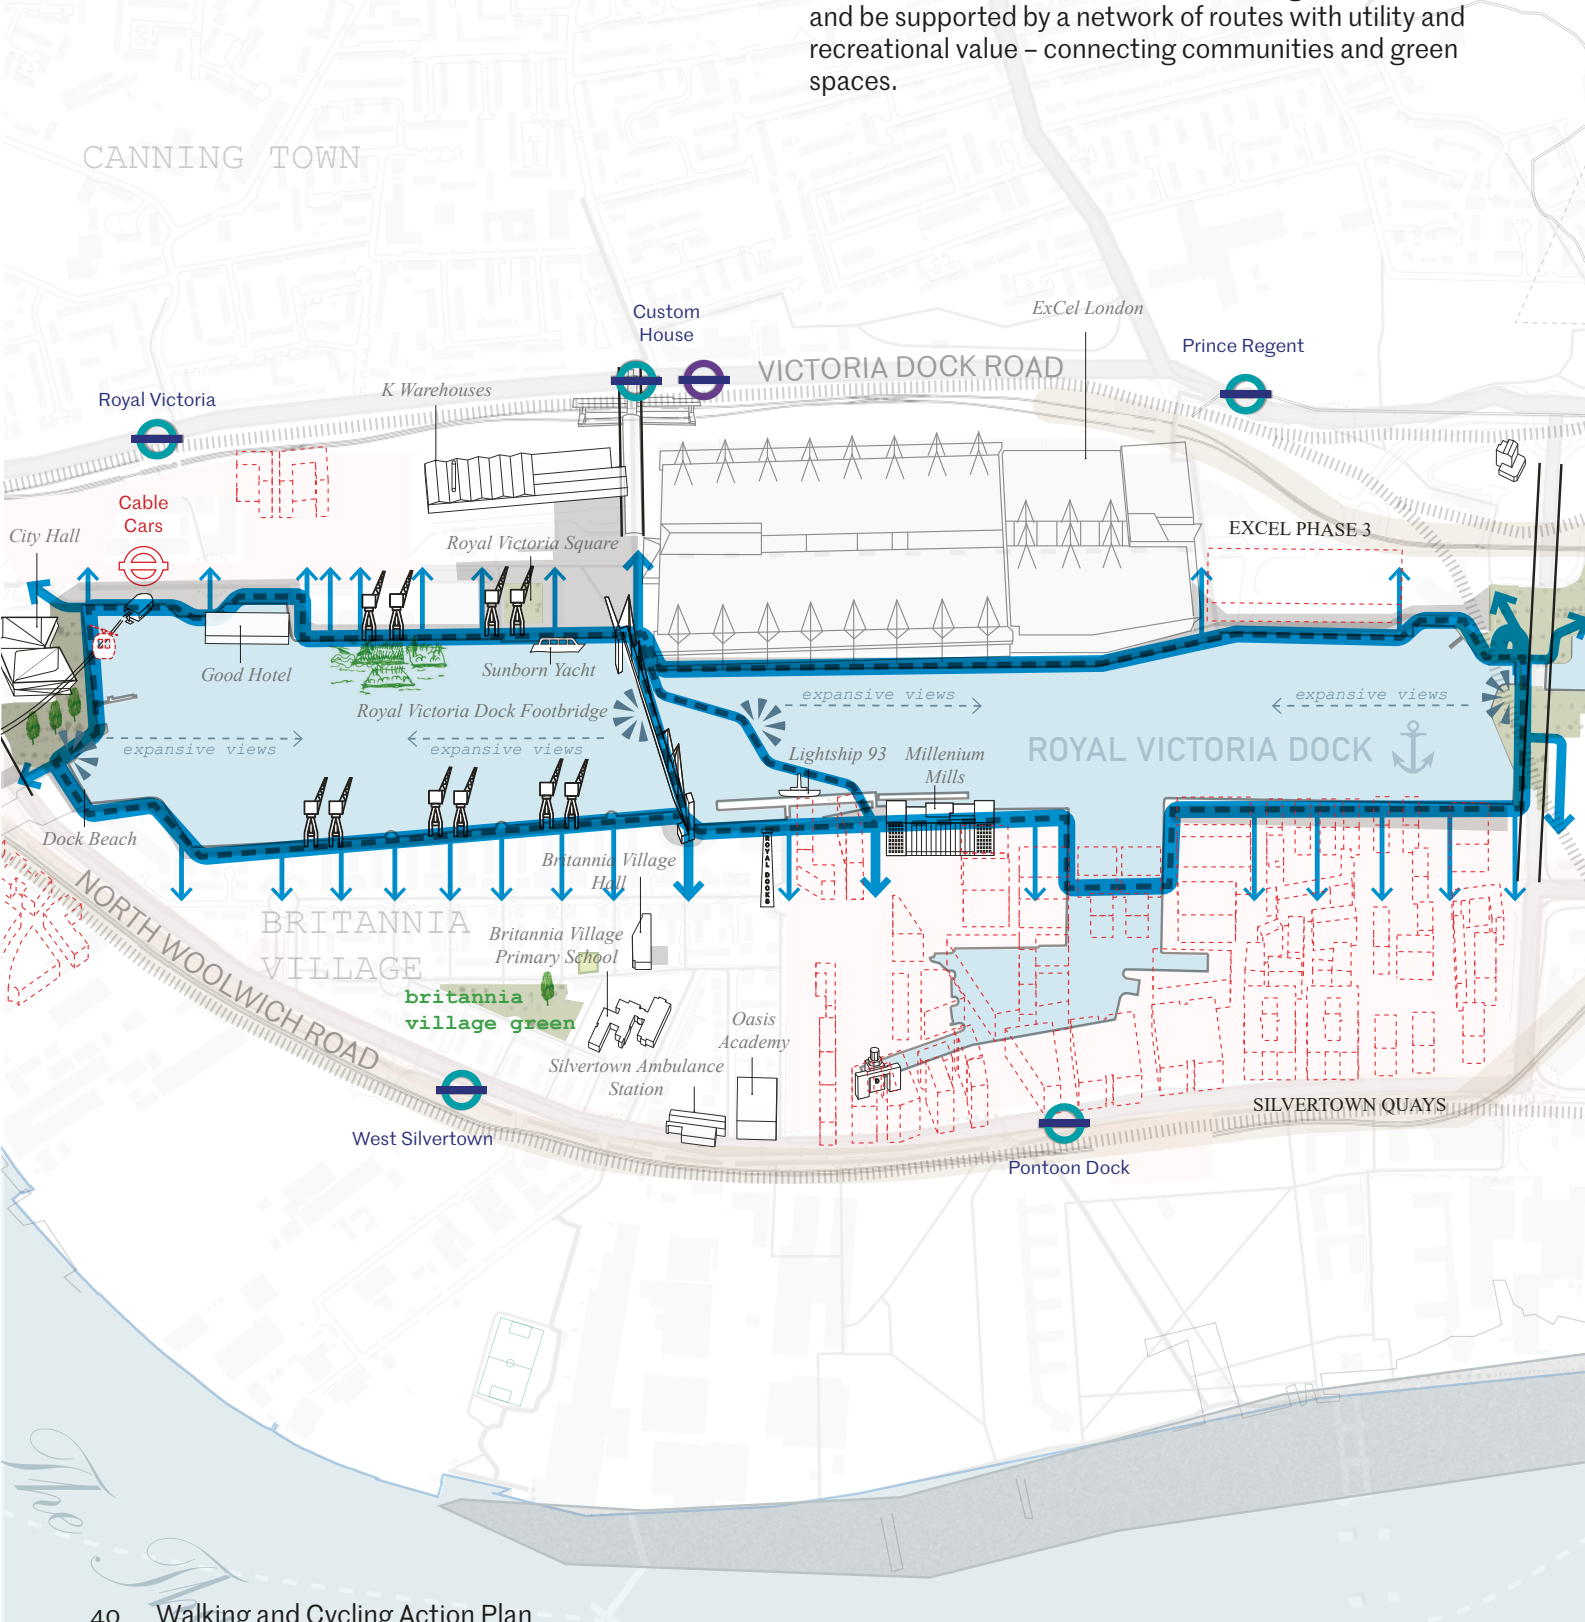 and be supported by a network of routes with utility and
recreational value – connecting communities and green
spaces.
CANNING TOWN
Custom
House
ExCel London
Prince Regent
VICTORIA DOCK ROAD
K Warehouses
Royal Victoria
Cable
Cars
City Hall
Royal Victoria Square
EXCEL PHASE 3
Good Hotel
Sunborn Yacht
Royal Victoria Dock Footbridge
expansive views
expansive views
expansive views
expansive views
ROYAL VICTORIA DOCK
Lightship 93
Millenium
Mills
Dock Beach
ROYAL DOCKS
Britannia Village
Hall
BRITANNIA
VILLAGE
NORTH WOOLWICH ROAD
Britannia Village
Primary School
britannia
village green
Oasis
Academy
Silvertown Ambulance
Station
SILVERTOWN QUAYS
West Silvertown
Pontoon Dock
The
40 Walking and Cycling Action Plan